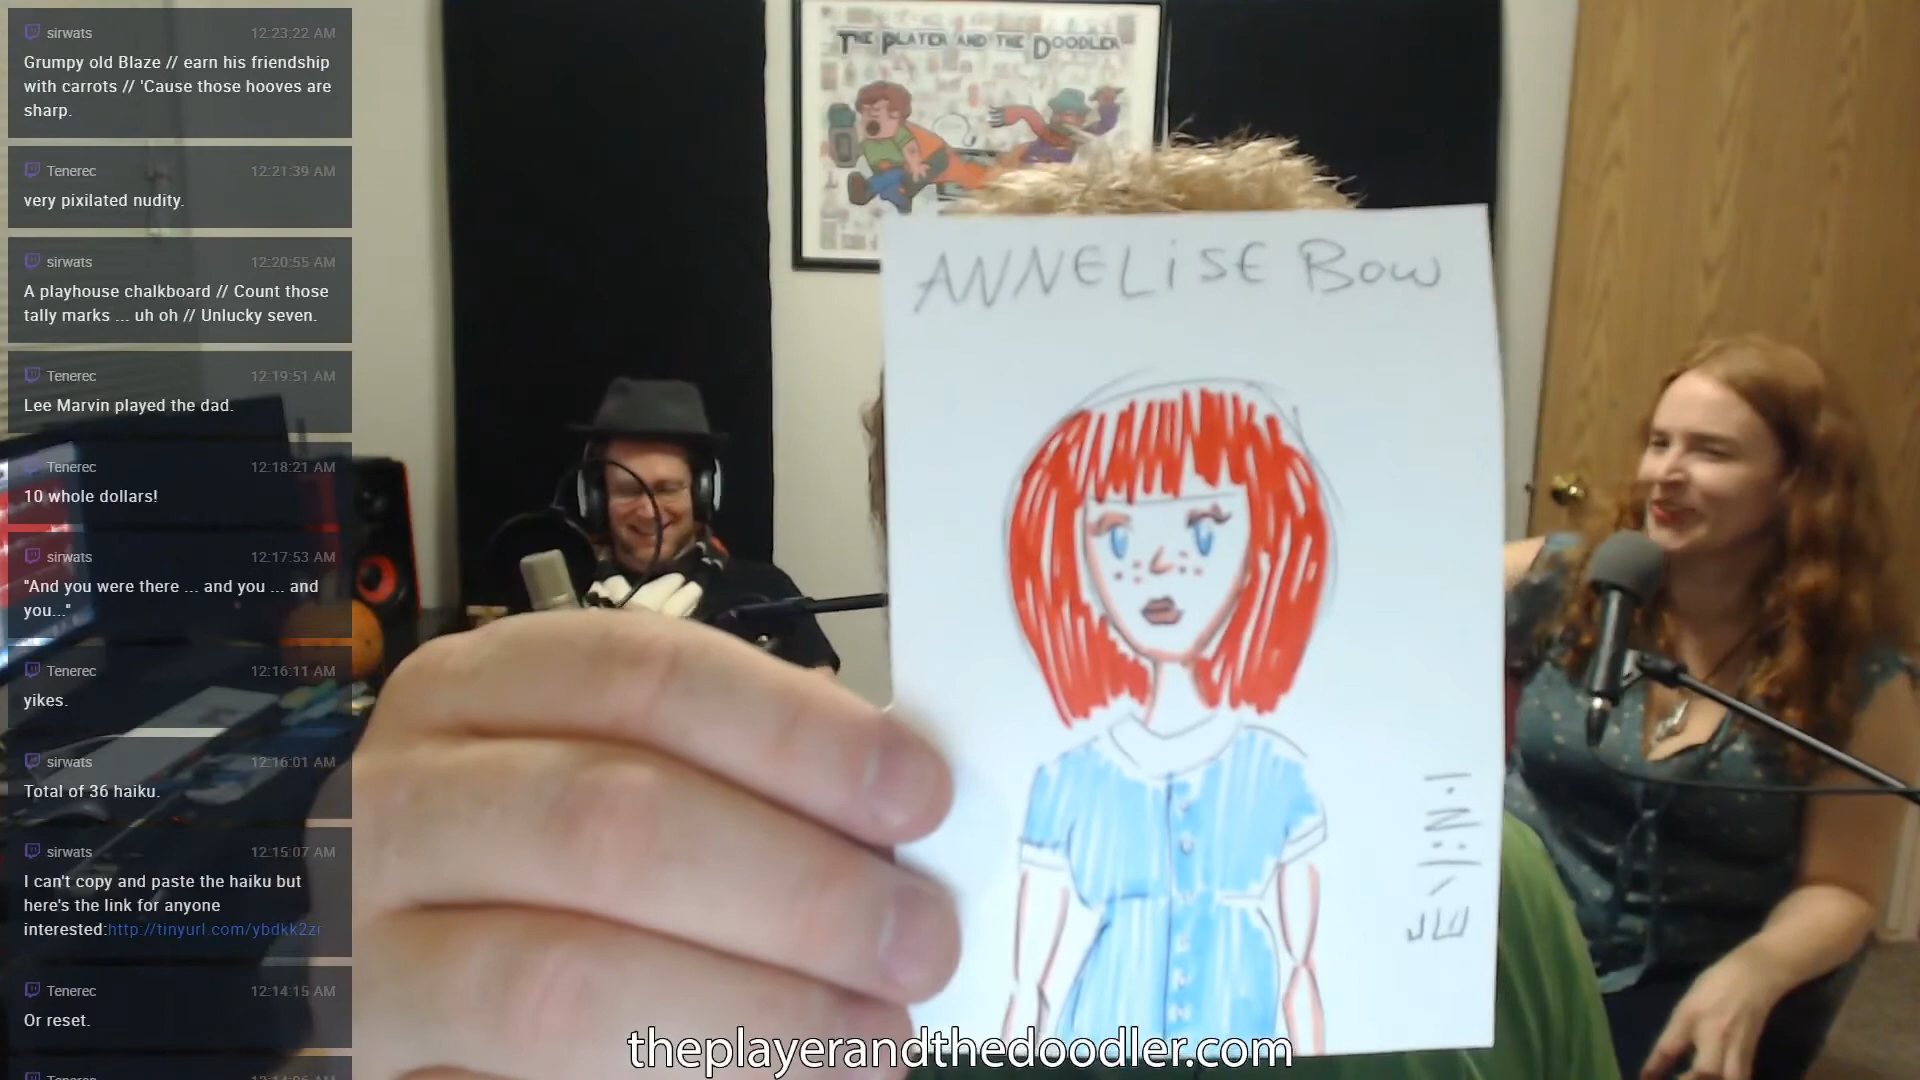 sirwats 12:23:22 AM
Grumpy old Blaze // earn his friendship
with carrots // 'Cause those hooves are
sharp.
Tenerec 12:21:39 AM
very pixilated nudity.
sirwats 12:20:55 AM
A playhouse chalkboard // Count those
tally marks ... uh oh // Unlucky seven.
Tenerec 12:19:51 AM
Lee Marvin played the dad.
Tenerec 12:18:21 AM
10 whole dollars!
sirwats 12:17:53 AM
"And you were there ... and you ... and
you..."
Tenerec 12:16:11 AM
yikes.
sirwats 12:16:01 AM
Total of 36 haiku.
sirwats 12:15:07 AM
I can't copy and paste the haiku but
here's the link for anyone
interested:http://tinyurl.com/ybdkk2zr
Tenerec 12:14:15 AM
Or reset.
Tenerec
THE PLAYER AND THE DOODLER
ANNELiSE BOW
theplayerandthedoodler.com